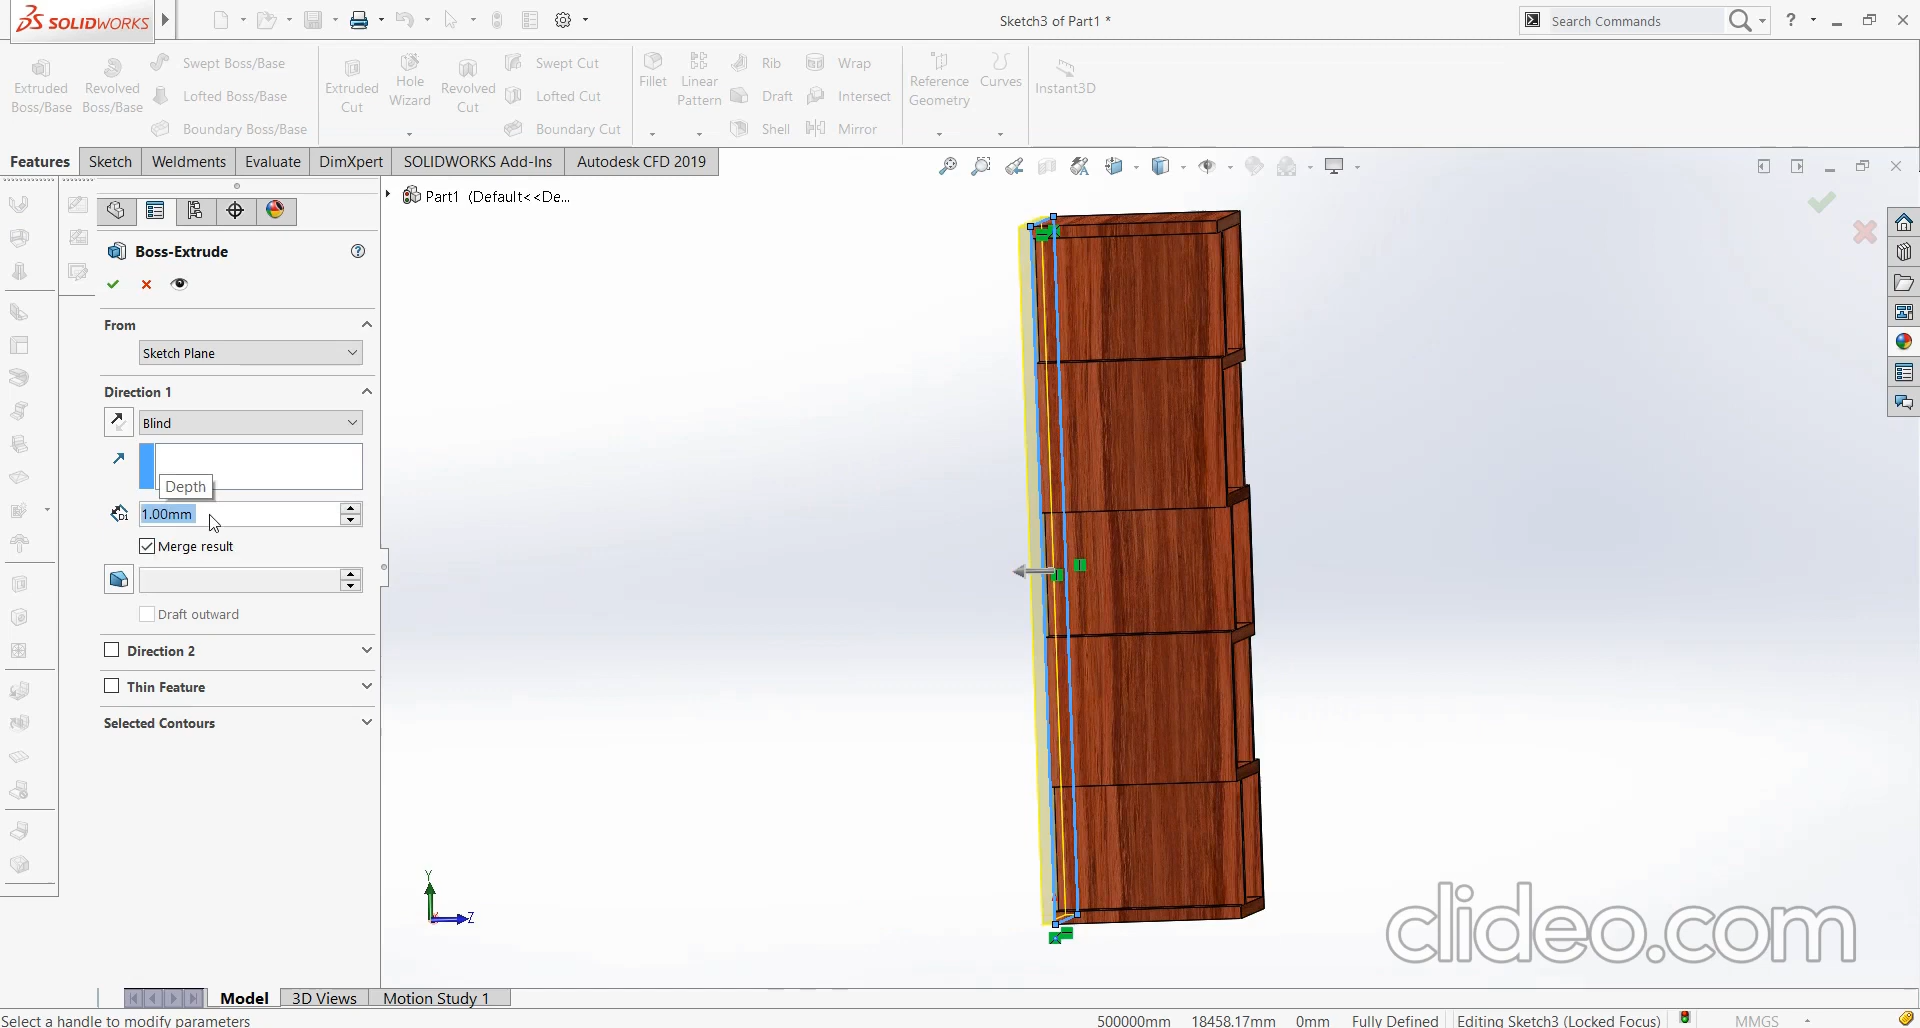 SOLIDWORKS
Sketch3 of Part1 *
Search Commands
?
Extruded
Boss/Base
Revolved
Boss/Base
Swept Boss/Base
Lofted Boss/Base
Boundary Boss/Base
Extruded
Cut
Hole
Wizard
Revolved
Cut
Swept Cut
Lofted Cut
Boundary Cut
Fillet
Linear
Pattern
Rib
Draft
Shell
Wrap
Intersect
Mirror
Reference
Geometry
Curves
Instant3D
Features
Sketch
Weldments
Evaluate
DimXpert
SOLIDWORKS Add-Ins
Autodesk CFD 2019
Part1 (Default<<De...
Boss-Extrude
?
From
Sketch Plane
Direction 1
Blind
Depth
D1
1.00mm
Merge result
Draft outward
Direction 2
Thin Feature
Selected Contours
Y
Z
clideo.com
Model
3D Views
Motion Study 1
Select a handle to modify parameters
500000mm
18458.17mm
0mm
Fully Defined
Editing Sketch3 (Locked Focus)
MMGS